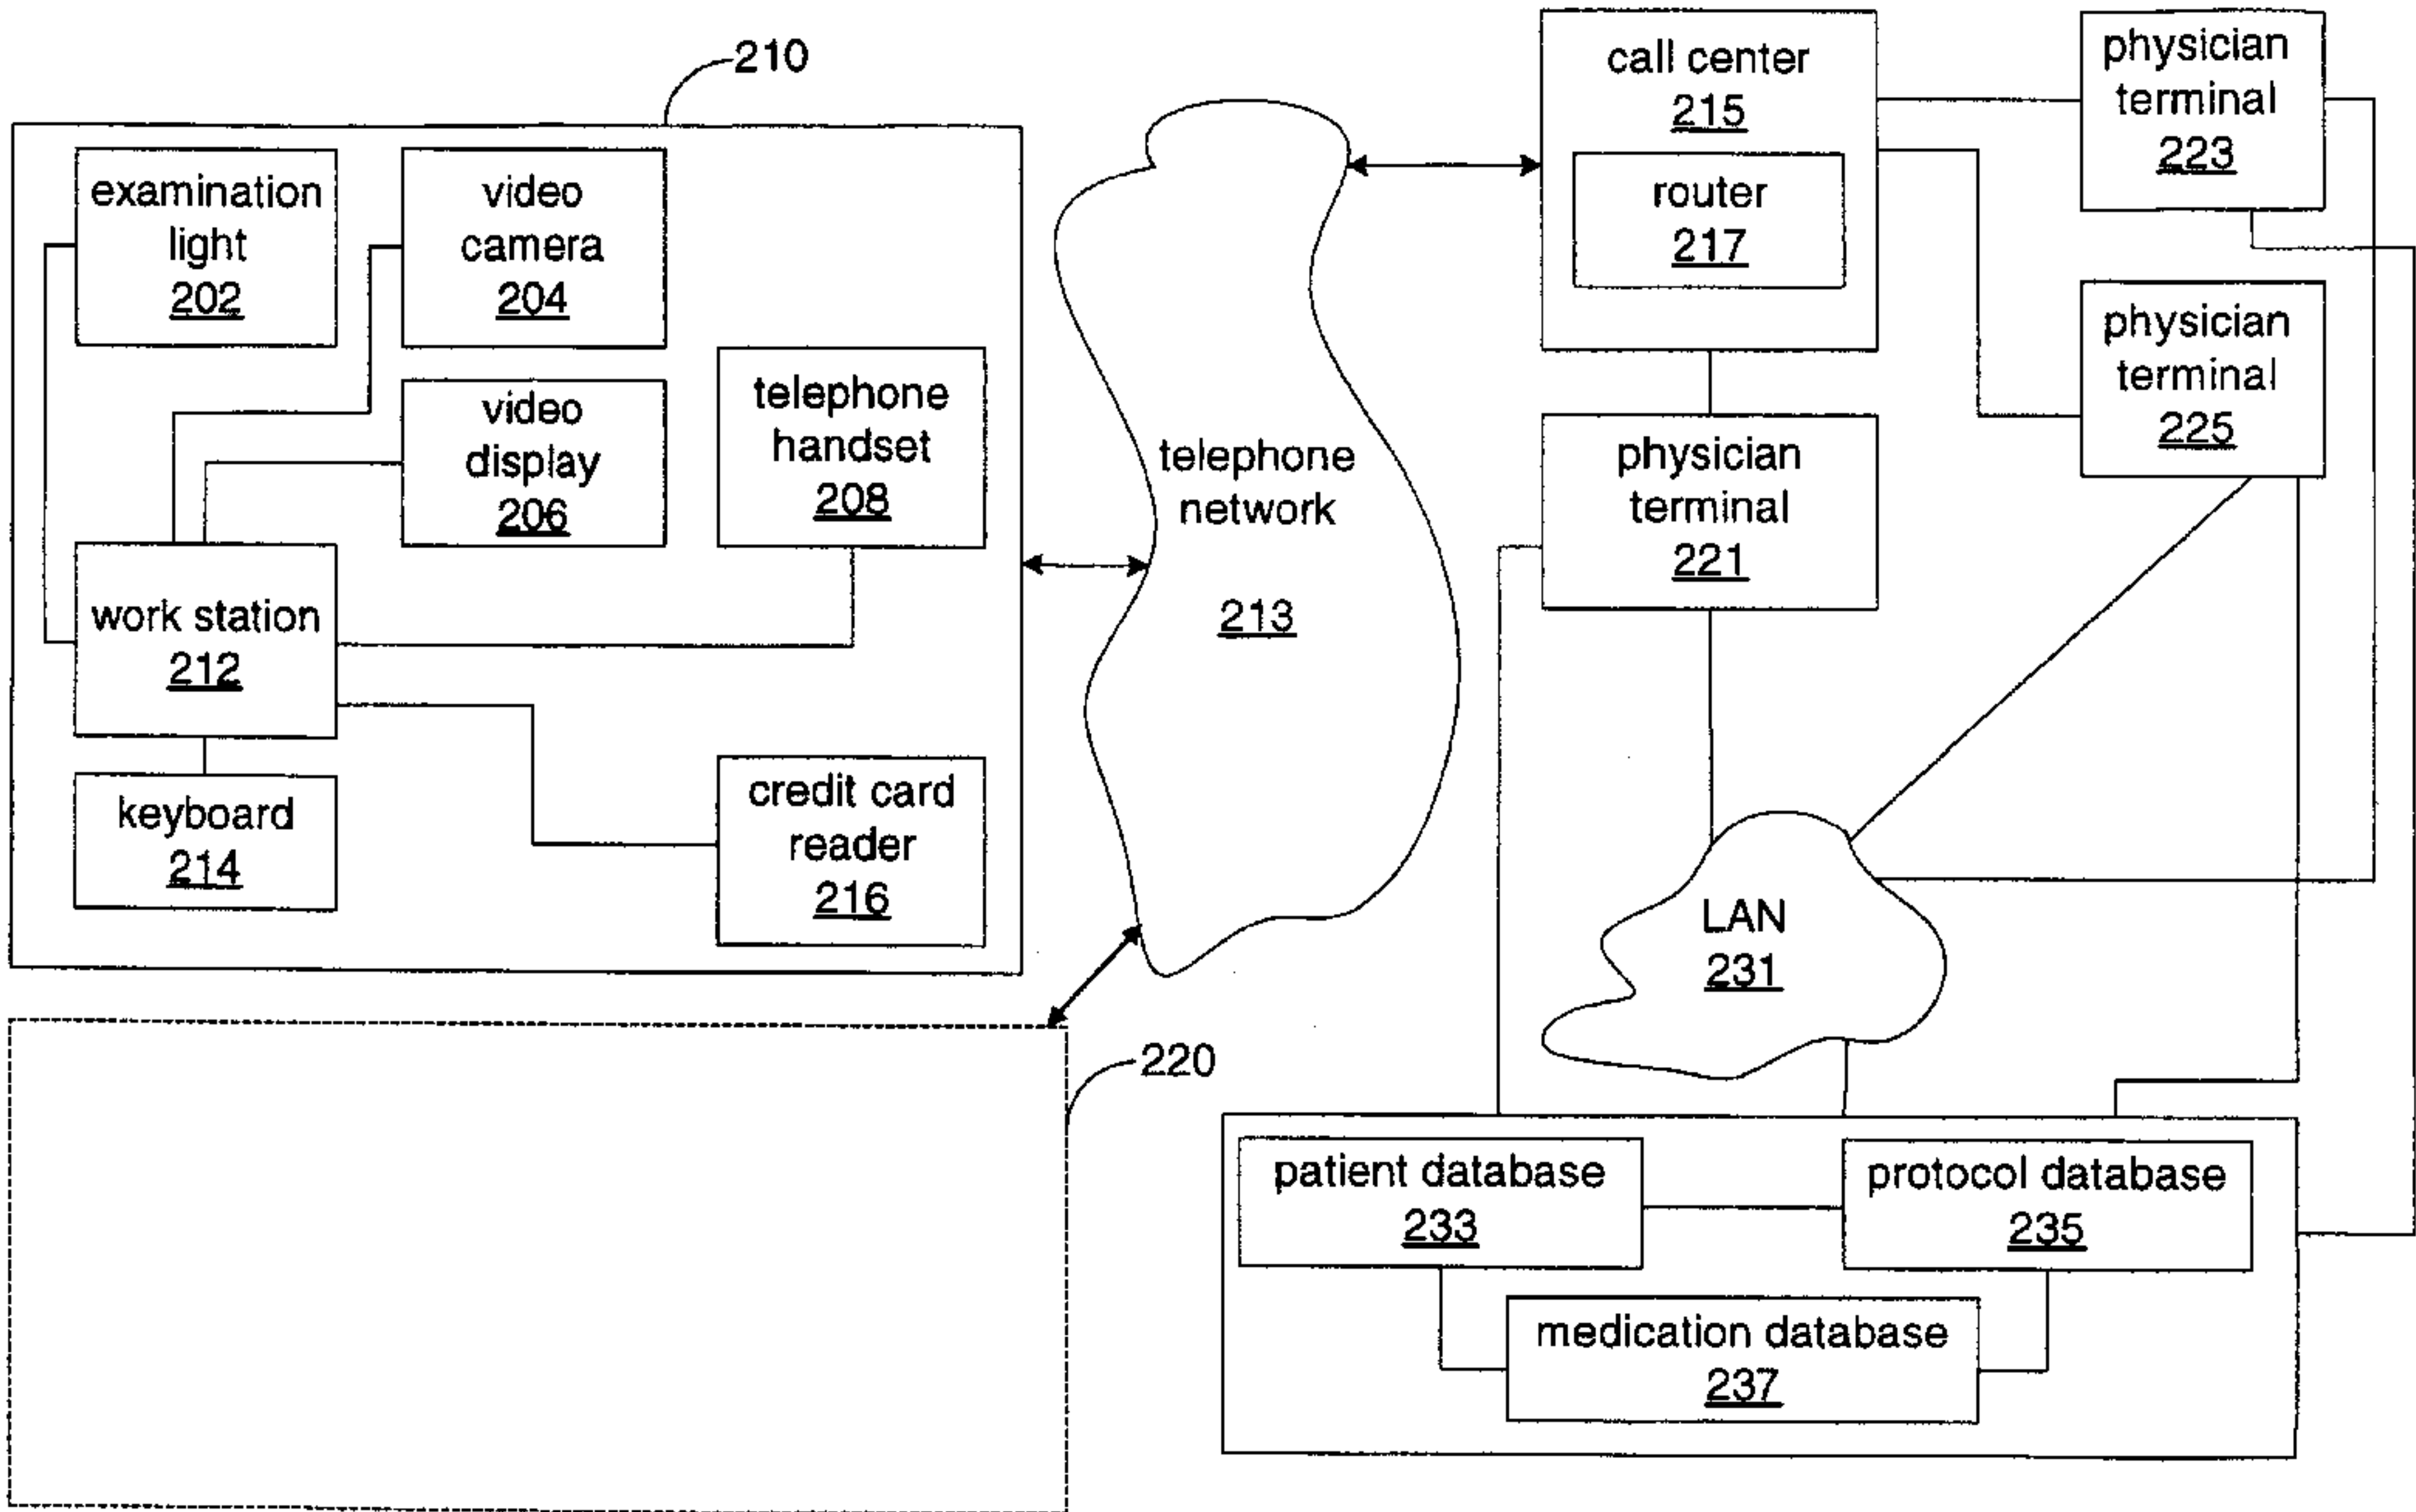 210
examination
light
202
video
camera
204
video
display
206
telephone
handset
208
work station
212
keyboard
214
credit card
reader
216
telephone
network
213
call center
215
router
217
physician
terminal
223
physician
terminal
225
physician
terminal
221
LAN
231
220
patient database
233
protocol database
235
medication database
237